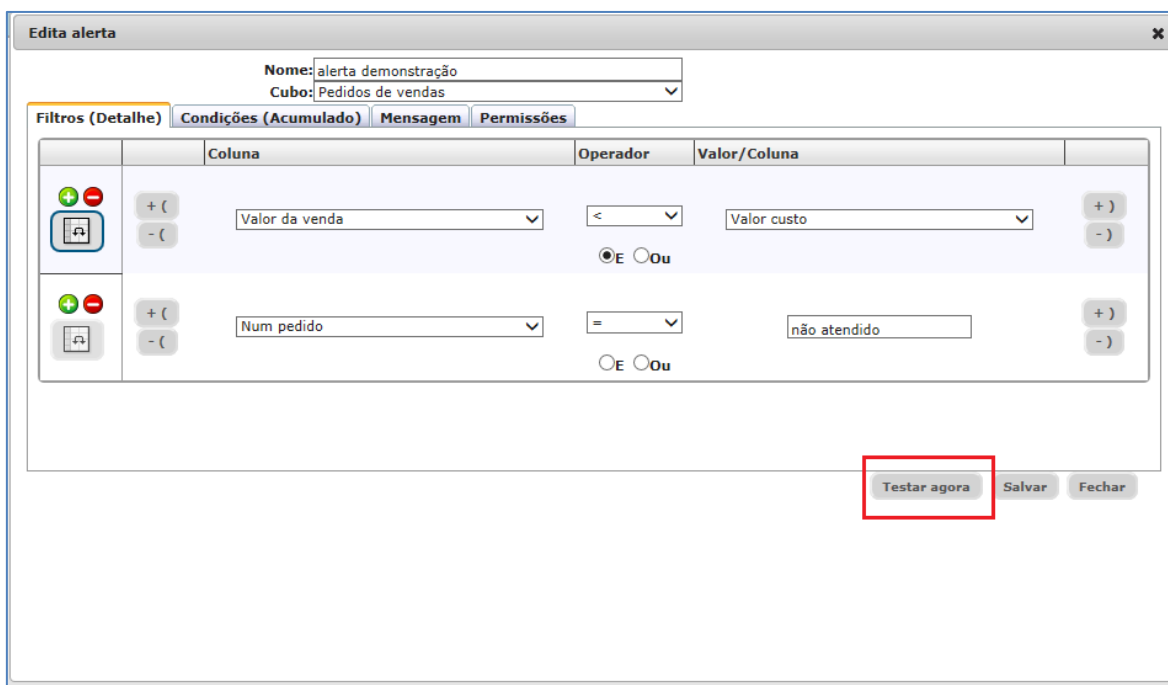 Edita alerta
Nome: alerta demonstração
Cubo: Pedidos de vendas
Filtros (Detalhe) Condições (Acumulado) Mensagem Permissões
Coluna Operador Valor/Coluna
+ ( Valor da venda < Valor custo + )
- ( - )
E Ou
+ ( Num pedido = não atendido + )
- ( - )
E Ou
Testar agora Salvar Fechar